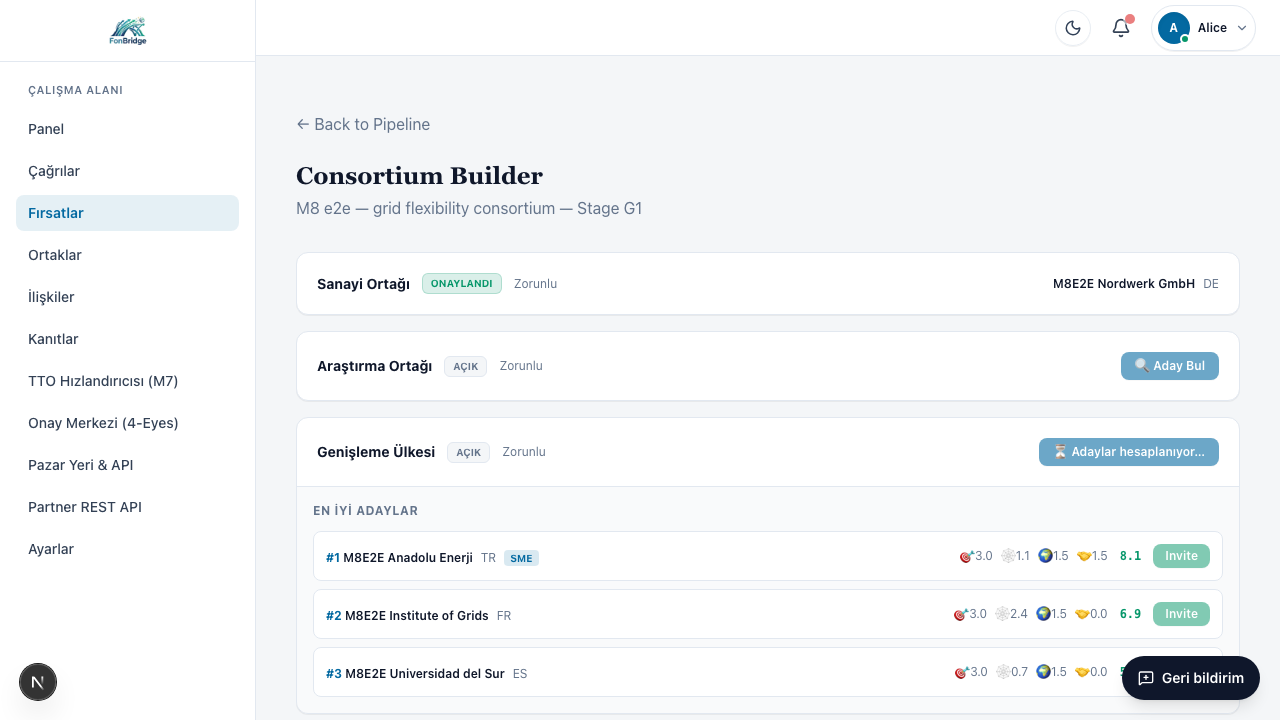 FonBridge
A
Alice
ÇALIŞMA ALANI
Panel
Çağrılar
Fırsatlar
Ortaklar
İlişkiler
Kanıtlar
TTO Hızlandırıcısı (M7)
Onay Merkezi (4-Eyes)
Pazar Yeri & API
Partner REST API
Ayarlar
N
← Back to Pipeline
Consortium Builder
M8 e2e — grid flexibility consortium — Stage G1
Sanayi Ortağı ONAYLANDI Zorunlu M8E2E Nordwerk GmbH DE
Araştırma Ortağı AÇIK Zorunlu 🔍 Aday Bul
Genişleme Ülkesi AÇIK Zorunlu ⏳ Adaylar hesaplanıyor...
EN İYİ ADAYLAR
#1 M8E2E Anadolu Enerji TR SME 🎯3.0 🕸️1.1 🌍1.5 🤝1.5 8.1 Invite
#2 M8E2E Institute of Grids FR 🎯3.0 🕸️2.4 🌍1.5 🤝0.0 6.9 Invite
#3 M8E2E Universidad del Sur ES 🎯3.0 🕸️0.7 🌍1.5 🤝0.0
Geri bildirim